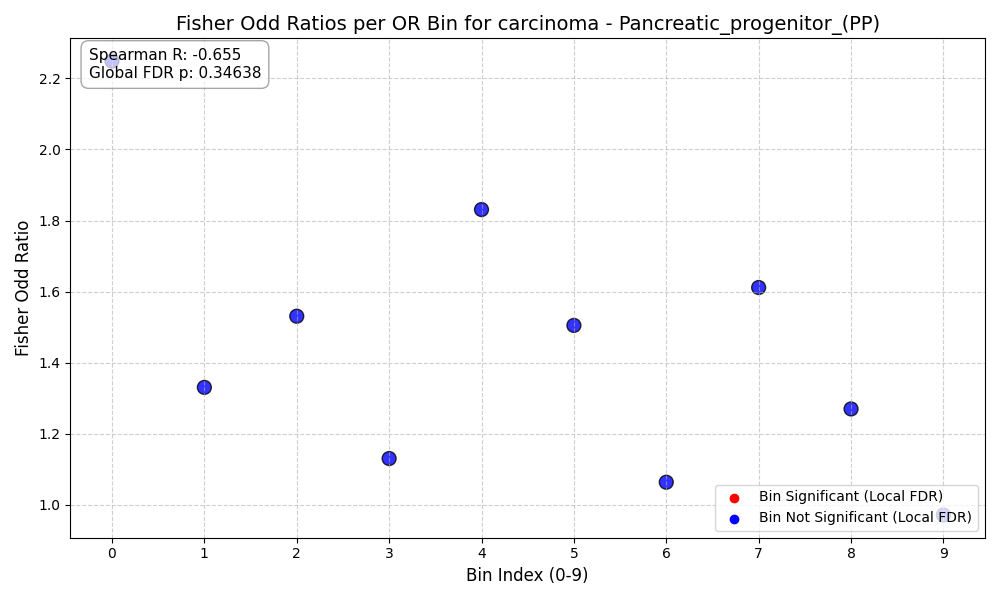 Fisher Odd Ratios per OR Bin for carcinoma - Pancreatic_progenitor_(PP)
Spearman R: -0.655
Global FDR p: 0.34638
Fisher Odd Ratio
2.2
2.0
1.8
1.6
1.4
1.2
1.0
Bin Significant (Local FDR)
Bin Not Significant (Local FDR)
0 1 2 3 4 5 6 7 8 9
Bin Index (0-9)